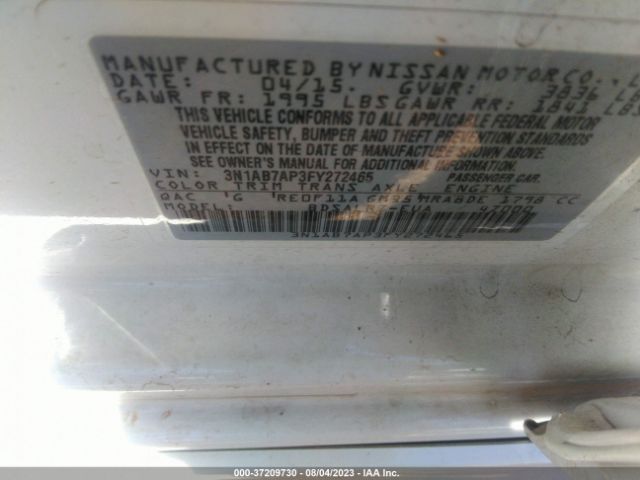 MANUFACTURED BY NISSAN MOTOR CO.,
DATE: 04/15. GVWR: 3836
GAWR FR: 1995 LBS GAWR RR: 1841 LBS
THIS VEHICLE CONFORMS TO ALL APPLICABLE FEDERAL MOTOR
VEHICLE SAFETY, BUMPER AND THEFT PREVENTION STANDARDS
IN EFFECT ON THE DATE OF MANUFACTURE SHOWN ABOVE.
SEE OWNER'S MANUAL FOR ADDITIONAL INFORMATION.
VIN: 3N1AB7AP3FY272465 PASSENGER CAR.
COLOR TRIM TRANS AXLE ENGINE
QAC G RE0F11A MRA8DE 1798 CC
MODEL:
3N1AB7AP3FY272465
000-37209730 - 08/04/2023 - IAA Inc.